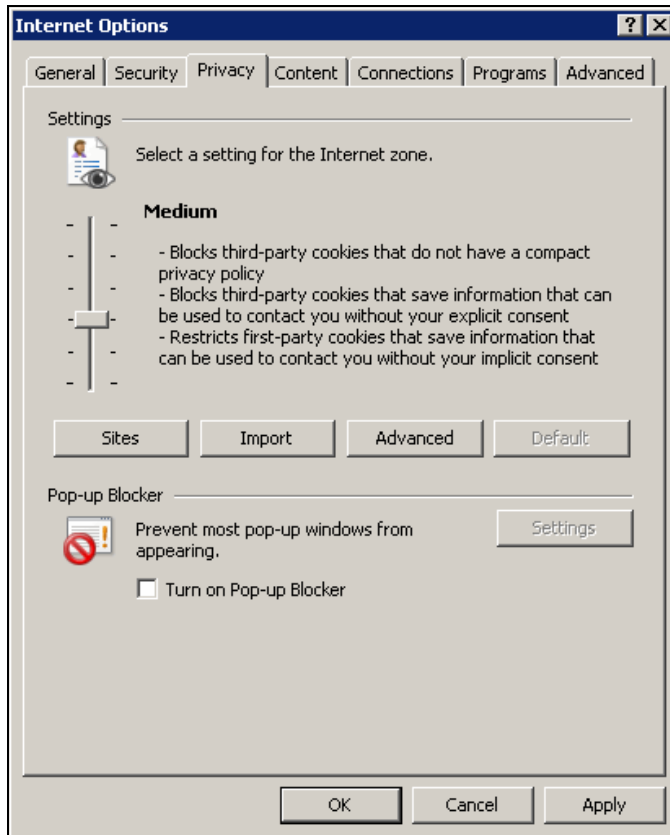 Internet Options
General Security Privacy Content Connections Programs Advanced
Settings
Select a setting for the Internet zone.
Medium
- Blocks third-party cookies that do not have a compact
privacy policy
- Blocks third-party cookies that save information that can
be used to contact you without your explicit consent
- Restricts first-party cookies that save information that
can be used to contact you without your implicit consent
Sites Import Advanced Default
Pop-up Blocker
Prevent most pop-up windows from
appearing.
Settings
Turn on Pop-up Blocker
OK Cancel Apply